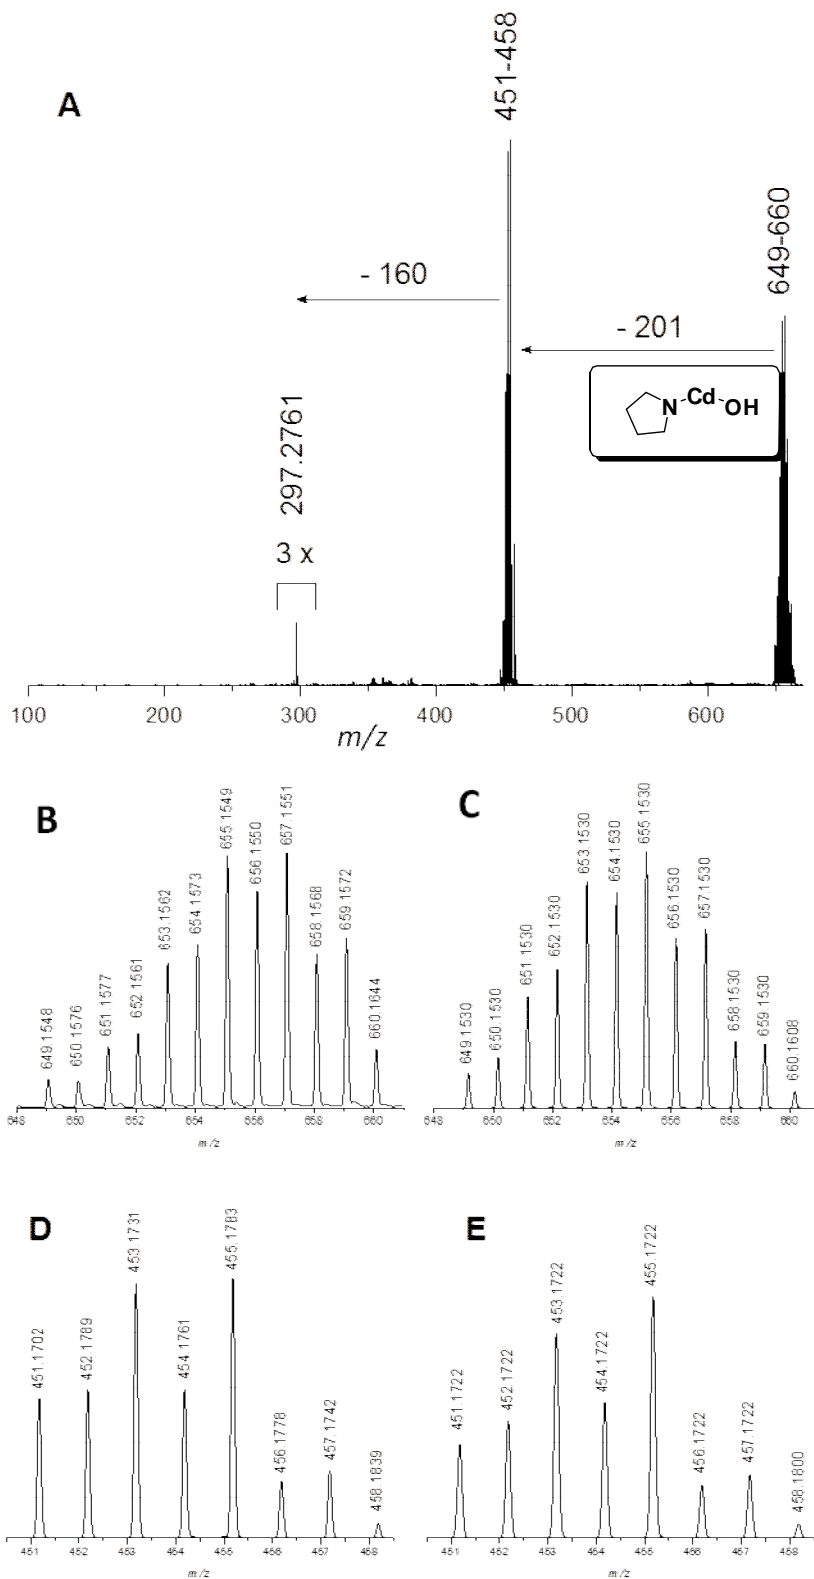 A
451-458
649-660
- 160
- 201
N Cd OH
297.2761
3 x
100 200 300 400 500 600
m/z
B
649.1548
650.1576
651.1577
652.1561
653.1562
654.1573
655.1549
656.1550
657.1551
658.1568
659.1572
660.1644
648 650 652 654 656 658 660
m/z
C
649.1530
650.1530
651.1530
652.1530
653.1530
654.1530
655.1530
656.1530
657.1530
658.1530
659.1530
660.1608
648 650 652 654 656 658 660
m/z
D
451.1702
452.1789
453.1731
454.1761
455.1783
456.1778
457.1742
458.1839
451 452 453 454 455 456 457 458
m/z
E
451.1722
452.1722
453.1722
454.1722
455.1722
456.1722
457.1722
458.1800
451 452 453 454 455 456 457 458
m/z